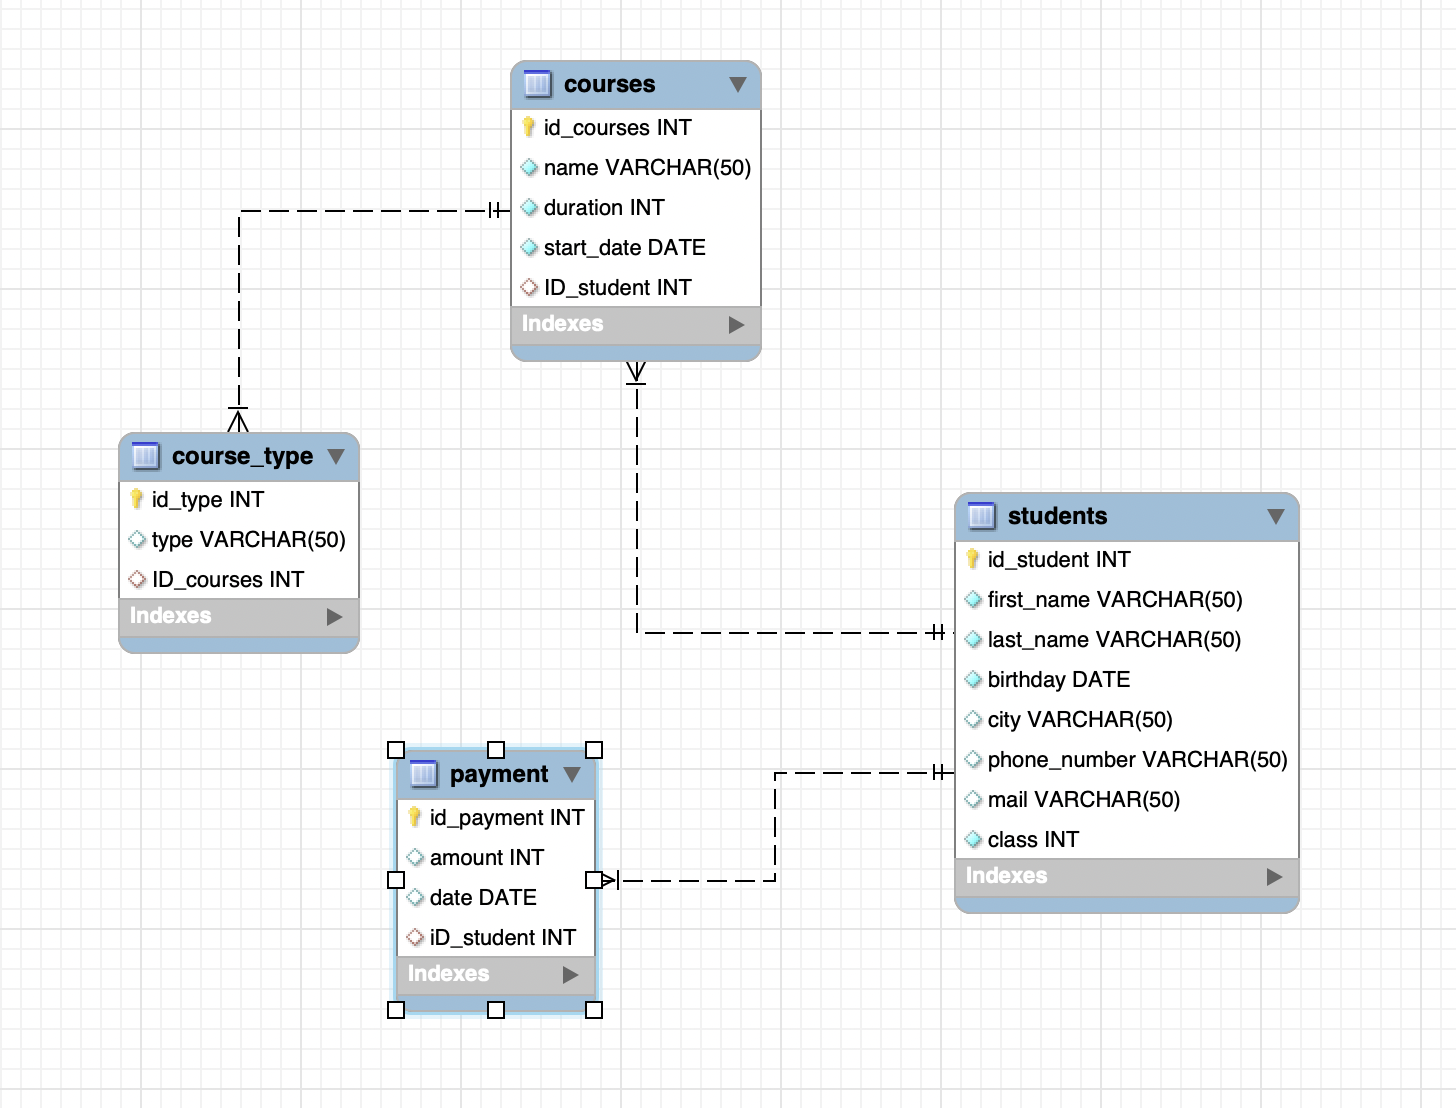 courses
id_courses INT
name VARCHAR(50)
duration INT
start_date DATE
ID_student INT
Indexes
course_type
id_type INT
type VARCHAR(50)
ID_courses INT
Indexes
students
id_student INT
first_name VARCHAR(50)
last_name VARCHAR(50)
birthday DATE
city VARCHAR(50)
phone_number VARCHAR(50)
mail VARCHAR(50)
class INT
Indexes
payment
id_payment INT
amount INT
date DATE
iD_student INT
Indexes